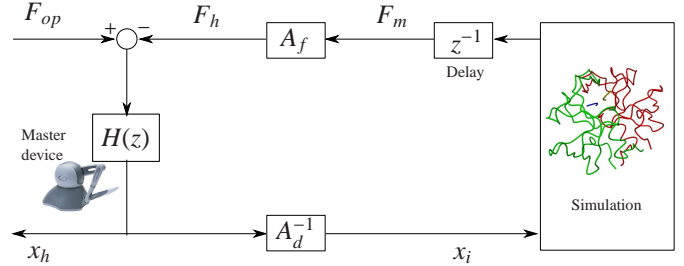 F_op + − F_h A_f F_m z⁻¹
Delay
H(z)
Master
device
Simulation
x_h A_d⁻¹ x_i